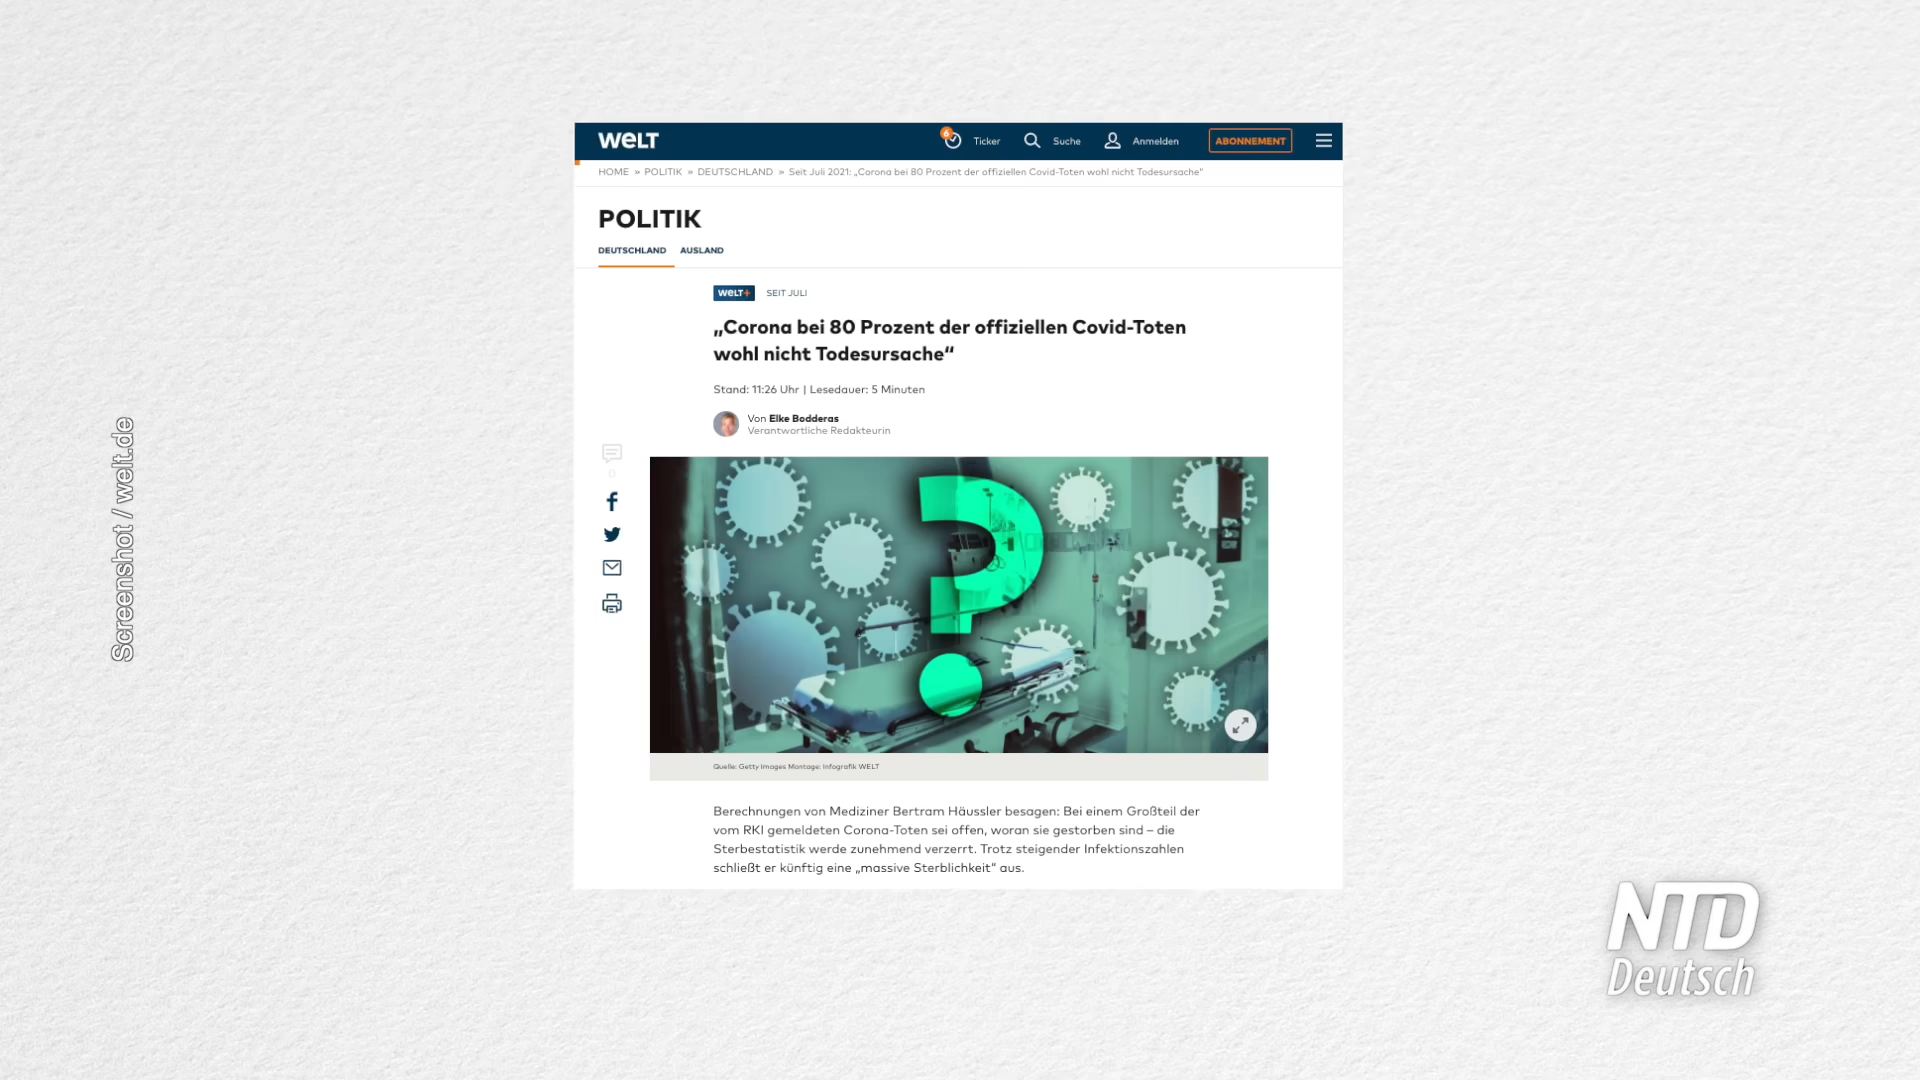 WELT
6
Ticker
Suche
Anmelden
ABONNEMENT
HOME » POLITIK » DEUTSCHLAND » Seit Juli 2021: „Corona bei 80 Prozent der offiziellen Covid-Toten wohl nicht Todesursache“
POLITIK
DEUTSCHLAND AUSLAND
WELT+ SEIT JULI
„Corona bei 80 Prozent der offiziellen Covid-Toten
wohl nicht Todesursache“
Stand: 11:26 Uhr | Lesedauer: 5 Minuten
Von Elke Bodderas
Verantwortliche Redakteurin
0
?
Quelle: Getty Images Montage: Infografik WELT
Berechnungen von Mediziner Bertram Häussler besagen: Bei einem Großteil der
vom RKI gemeldeten Corona-Toten sei offen, woran sie gestorben sind – die
Sterbestatistik werde zunehmend verzerrt. Trotz steigender Infektionszahlen
schließt er künftig eine „massive Sterblichkeit“ aus.
Screenshot / welt.de
NTD
Deutsch